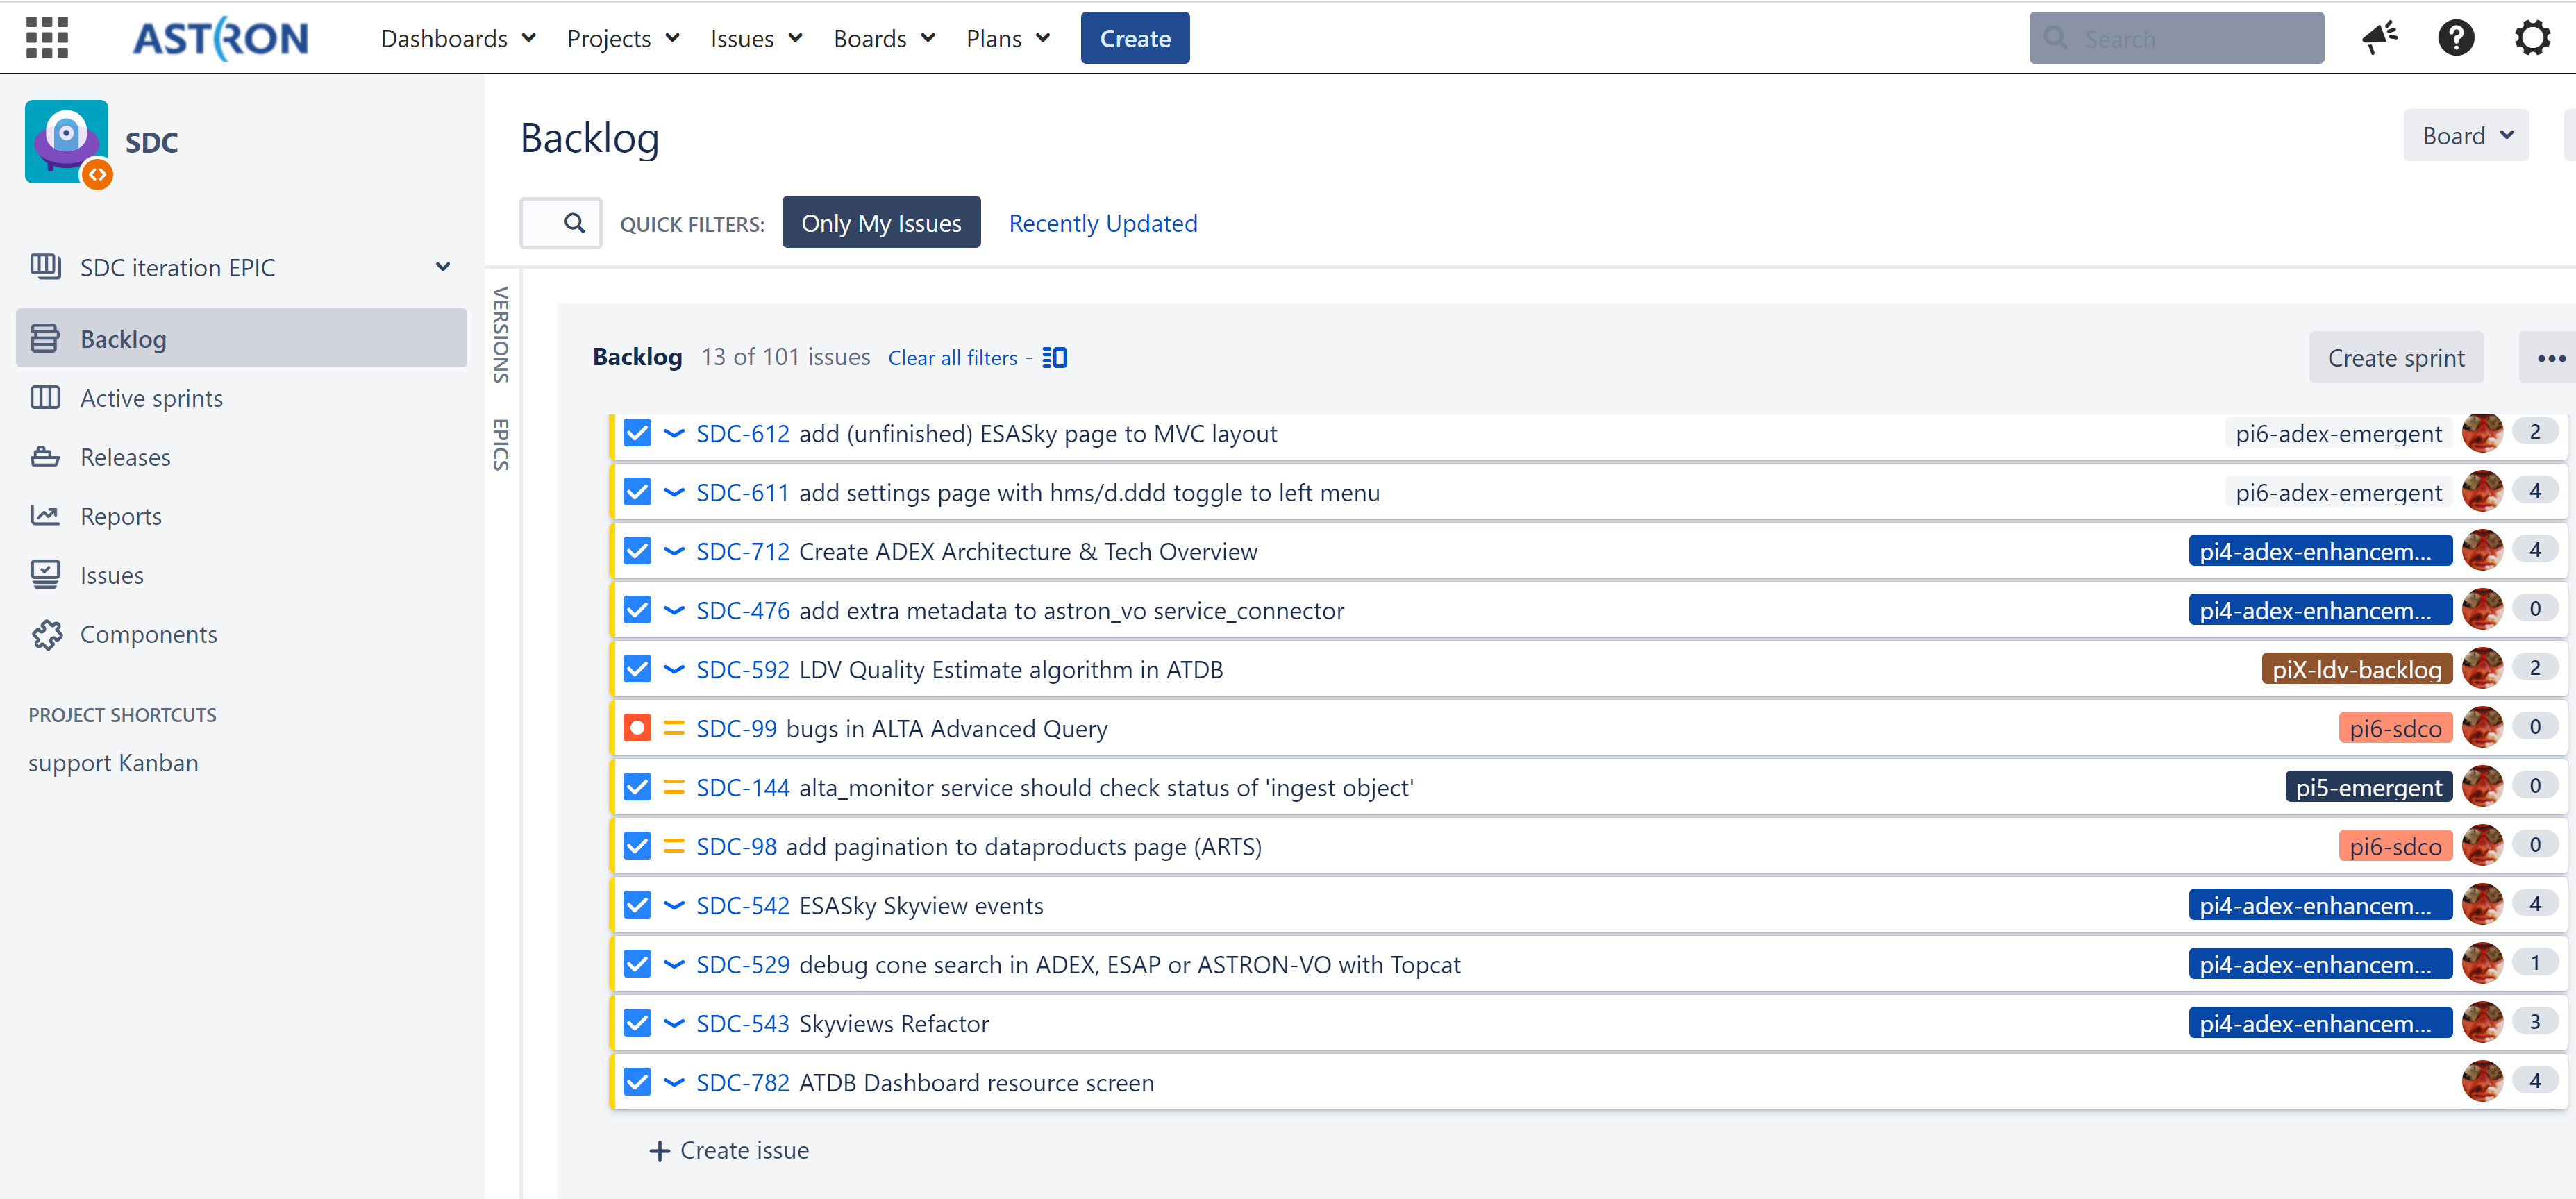 ASTRON Dashboards Projects Issues Boards Plans Create Search
SDC
SDC iteration EPIC
Backlog
Active sprints
Releases
Reports
Issues
Components
PROJECT SHORTCUTS
support Kanban
Backlog Board
QUICK FILTERS: Only My Issues Recently Updated
VERSIONS
EPICS
Backlog 13 of 101 issues Clear all filters - Create sprint
SDC-612 add (unfinished) ESASky page to MVC layout pi6-adex-emergent 2
SDC-611 add settings page with hms/d.ddd toggle to left menu pi6-adex-emergent 4
SDC-712 Create ADEX Architecture & Tech Overview pi4-adex-enhancem... 4
SDC-476 add extra metadata to astron_vo service_connector pi4-adex-enhancem... 0
SDC-592 LDV Quality Estimate algorithm in ATDB piX-ldv-backlog 2
SDC-99 bugs in ALTA Advanced Query pi6-sdco 0
SDC-144 alta_monitor service should check status of 'ingest object' pi5-emergent 0
SDC-98 add pagination to dataproducts page (ARTS) pi6-sdco 0
SDC-542 ESASky Skyview events pi4-adex-enhancem... 4
SDC-529 debug cone search in ADEX, ESAP or ASTRON-VO with Topcat pi4-adex-enhancem... 1
SDC-543 Skyviews Refactor pi4-adex-enhancem... 3
SDC-782 ATDB Dashboard resource screen 4
+ Create issue